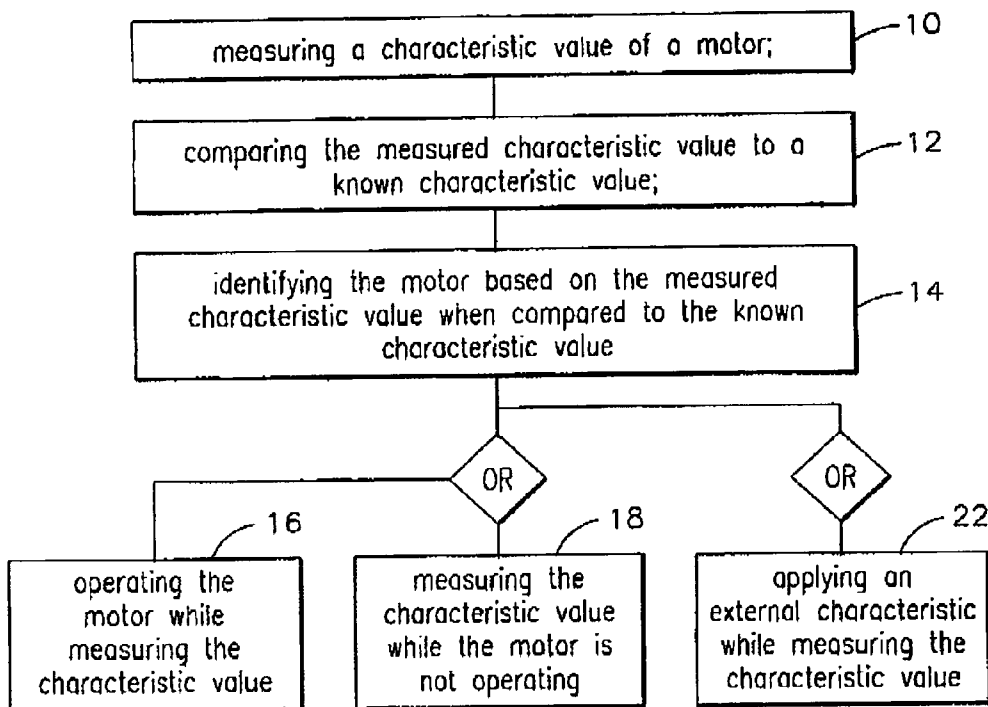 measuring a characteristic value of a motor;
10
comparing the measured characteristic value to a
known characteristic value;
12
identifying the motor based on the measured
characteristic value when compared to the known
characteristic value
14
OR
OR
16
operating the
motor while
measuring the
characteristic value
18
measuring the
characteristic value
while the motor is
not operating
22
applying an
external characteristic
while measuring the
characteristic value